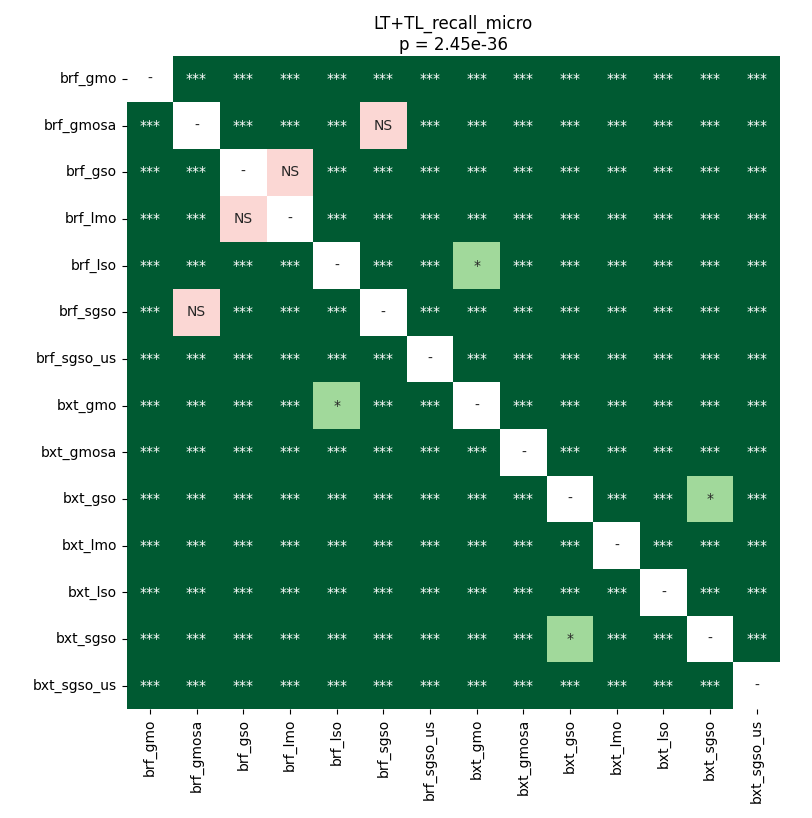 LT+TL_recall_micro
p = 2.45e-36
brf_gmo - *** *** *** *** *** *** *** *** *** *** *** *** ***
brf_gmosa *** - *** *** *** NS *** *** *** *** *** *** *** ***
brf_gso *** *** - NS *** *** *** *** *** *** *** *** *** ***
brf_lmo *** *** NS - *** *** *** *** *** *** *** *** *** ***
brf_lso *** *** *** *** - *** *** * *** *** *** *** *** ***
brf_sgso *** NS *** *** *** - *** *** *** *** *** *** *** ***
brf_sgso_us *** *** *** *** *** *** - *** *** *** *** *** *** ***
bxt_gmo *** *** *** *** * *** *** - *** *** *** *** *** ***
bxt_gmosa *** *** *** *** *** *** *** *** - *** *** *** *** ***
bxt_gso *** *** *** *** *** *** *** *** *** - *** *** * ***
bxt_lmo *** *** *** *** *** *** *** *** *** *** - *** *** ***
bxt_lso *** *** *** *** *** *** *** *** *** *** *** - *** ***
bxt_sgso *** *** *** *** *** *** *** *** *** * *** *** - ***
bxt_sgso_us *** *** *** *** *** *** *** *** *** *** *** *** *** -
brf_gmo brf_gmosa brf_gso brf_lmo brf_lso brf_sgso brf_sgso_us bxt_gmo bxt_gmosa bxt_gso bxt_lmo bxt_lso bxt_sgso bxt_sgso_us